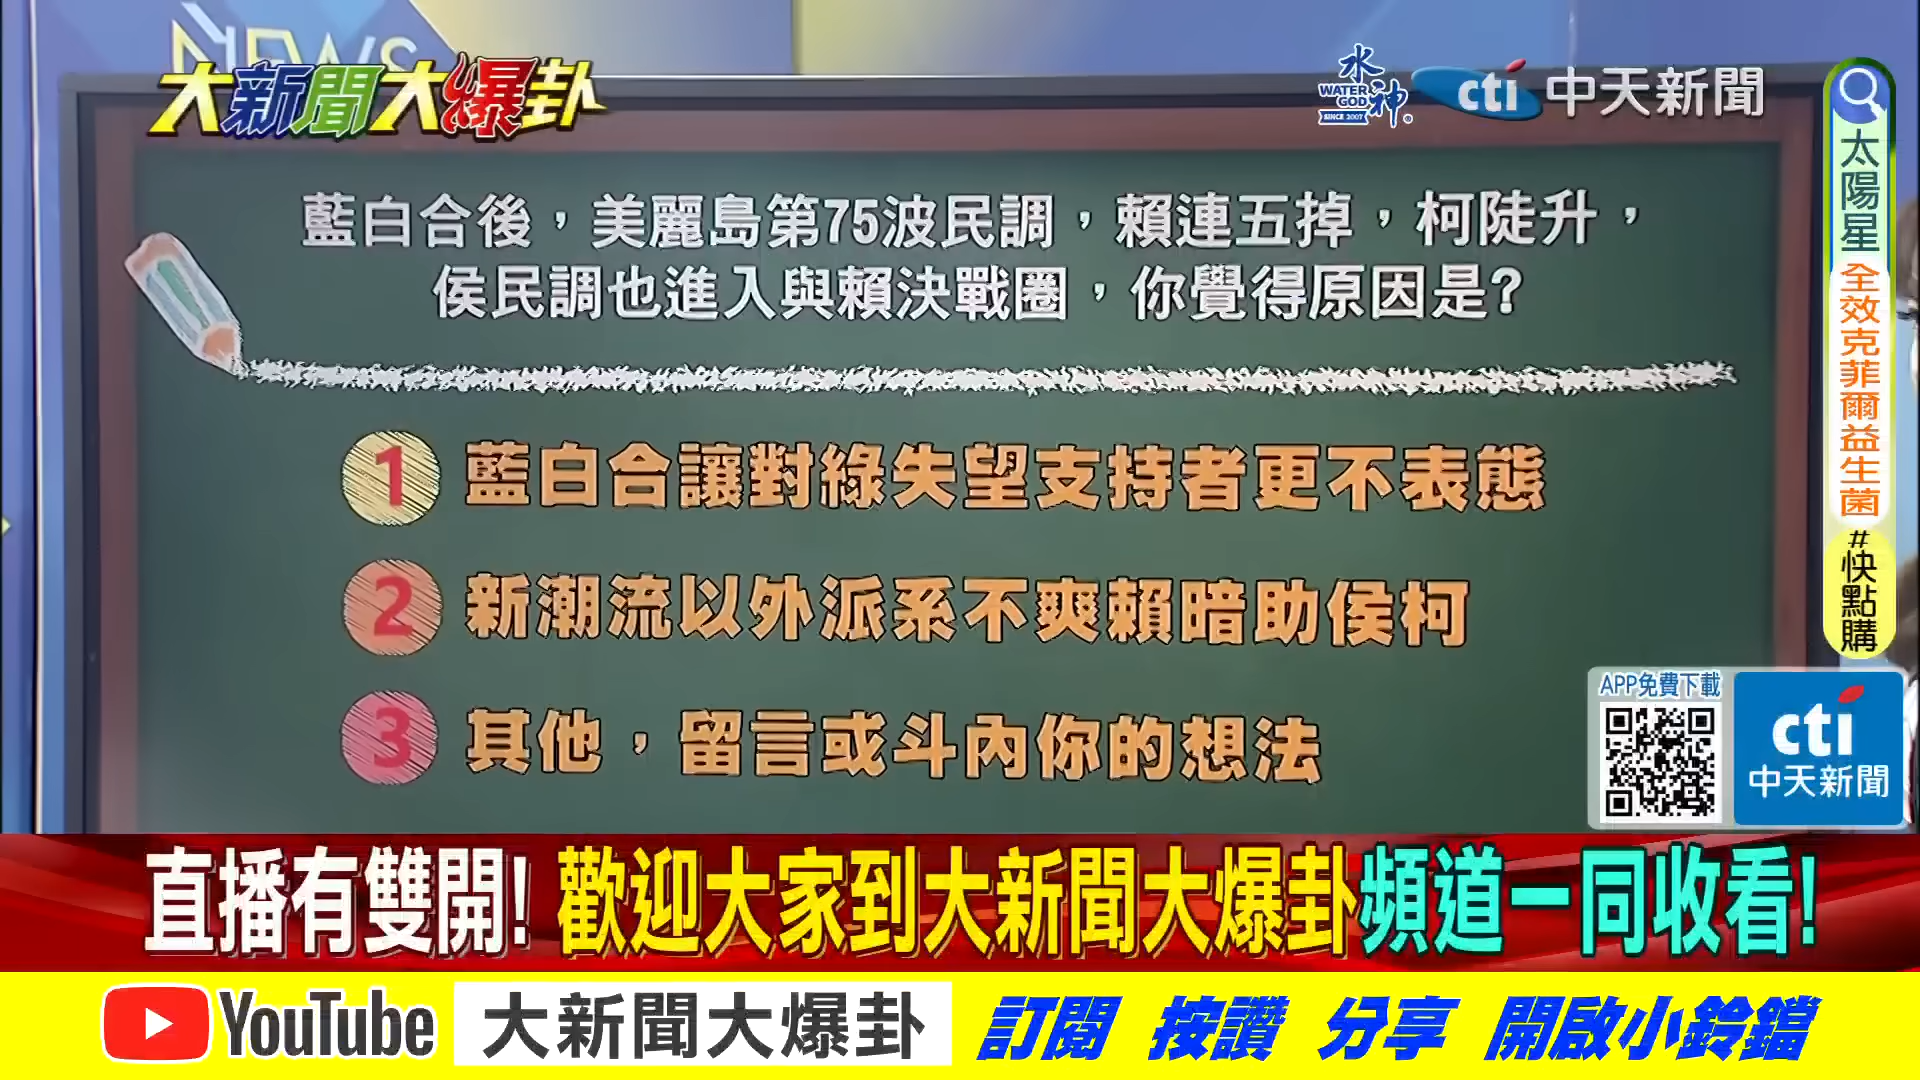 NEWS
大新聞大爆卦
水神
WATER GOD
SINCE 2007
cti 中天新聞
藍白合後，美麗島第75波民調，賴連五掉，柯陡升，
侯民調也進入與賴決戰圈，你覺得原因是?
1 藍白合讓對綠失望支持者更不表態
2 新潮流以外派系不爽賴暗助侯柯
3 其他，留言或斗內你的想法
太陽星
全效克菲爾益生菌
#快點購
APP免費下載
cti
中天新聞
直播有雙開! 歡迎大家到大新聞大爆卦頻道一同收看!
YouTube 大新聞大爆卦 訂閱 按讚 分享 開啟小鈴鐺